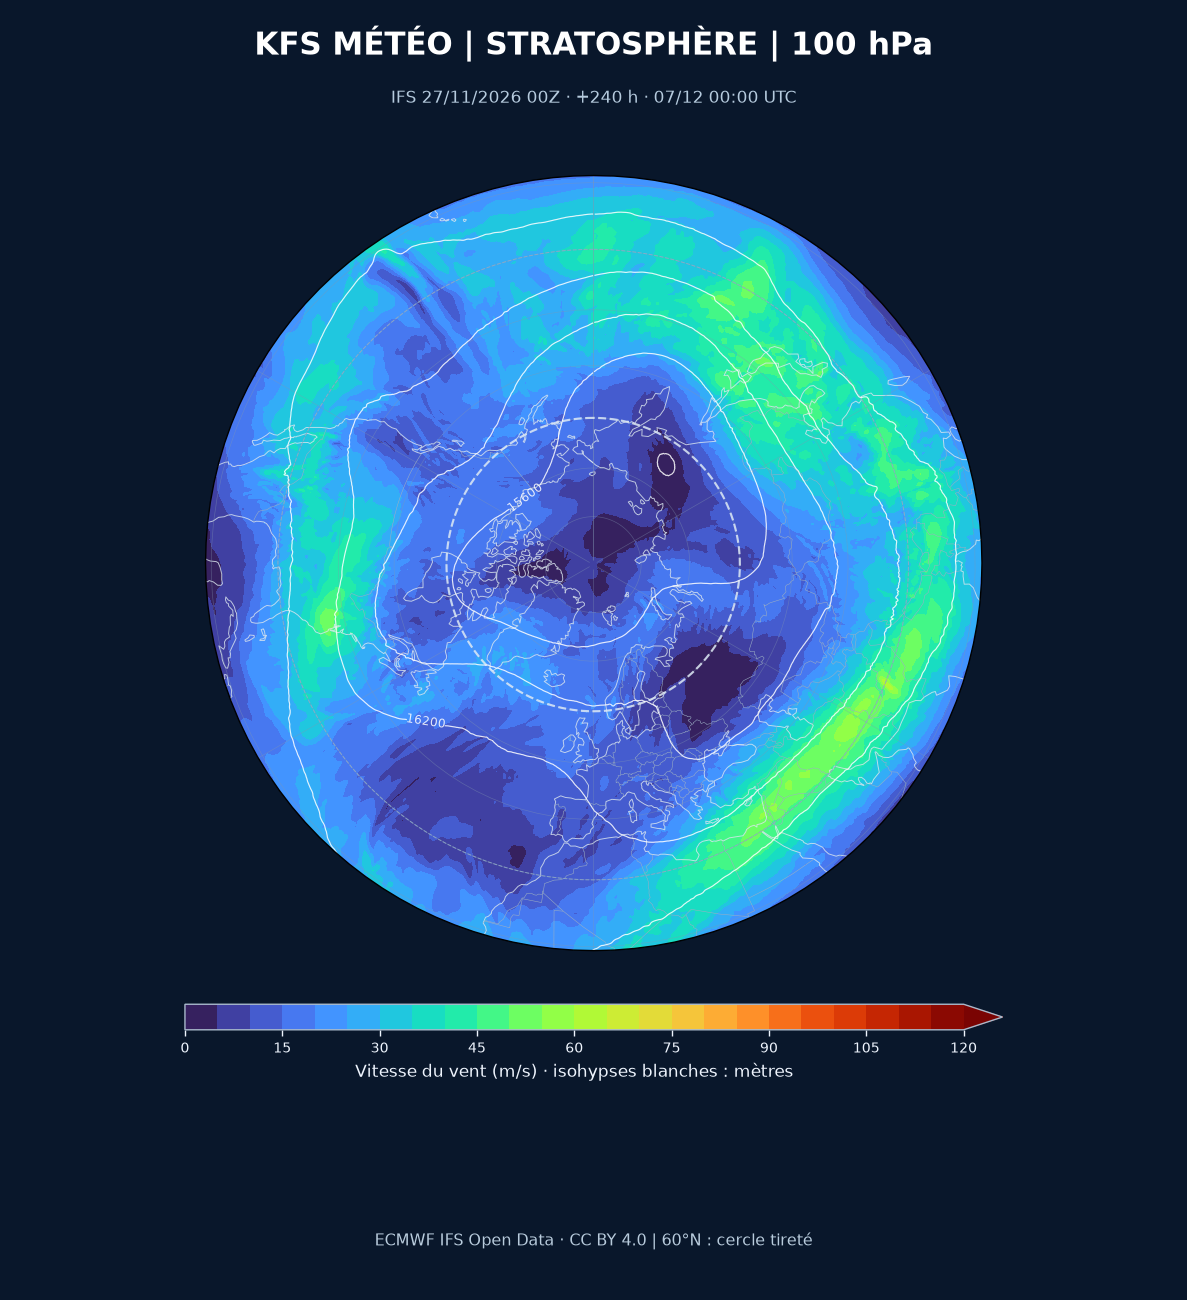 KFS MÉTÉO | STRATOSPHÈRE | 100 hPa
IFS 27/11/2026 00Z · +240 h · 07/12 00:00 UTC
15600
16200
0 15 30 45 60 75 90 105 120
Vitesse du vent (m/s) · isohypses blanches : mètres
ECMWF IFS Open Data · CC BY 4.0 | 60°N : cercle tireté